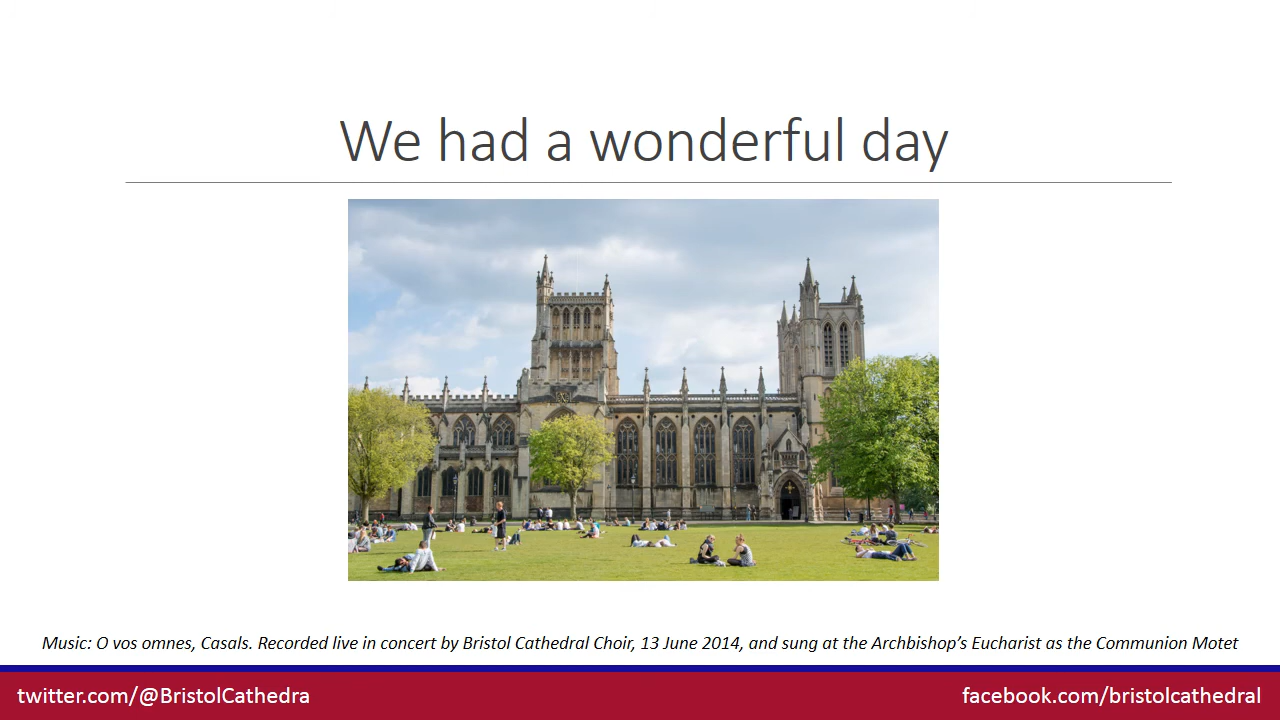 We had a wonderful day
Music: O vos omnes, Casals. Recorded live in concert by Bristol Cathedral Choir, 13 June 2014, and sung at the Archbishop’s Eucharist as the Communion Motet
twitter.com/@BristolCathedra
facebook.com/bristolcathedral